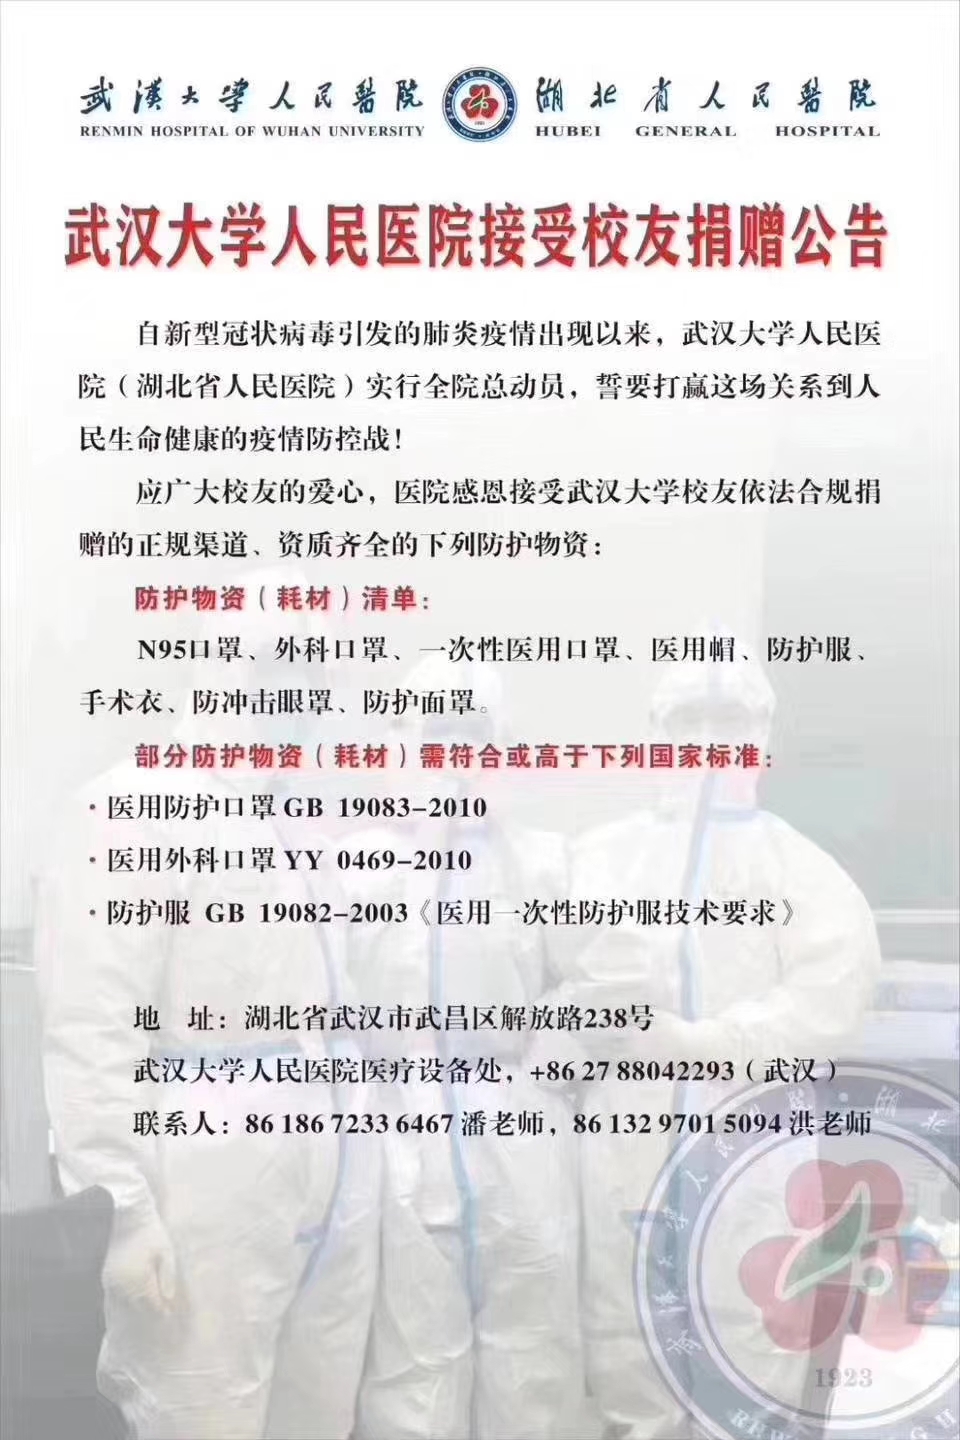 武漢大學人民醫院
RENMIN HOSPITAL OF WUHAN UNIVERSITY
湖北省人民醫院
HUBEI GENERAL HOSPITAL
武汉大学人民医院接受校友捐赠公告
自新型冠状病毒引发的肺炎疫情出现以来，武汉大学人民医
院（湖北省人民医院）实行全院总动员，誓要打赢这场关系到人
民生命健康的疫情防控战！
应广大校友的爱心，医院感恩接受武汉大学校友依法合规捐
赠的正规渠道、资质齐全的下列防护物资：
防护物资（耗材）清单：
N95口罩、外科口罩、一次性医用口罩、医用帽、防护服、
手术衣、防冲击眼罩、防护面罩。
部分防护物资（耗材）需符合或高于下列国家标准：
·医用防护口罩 GB 19083-2010
·医用外科口罩 YY 0469-2010
·防护服 GB 19082-2003《医用一次性防护服技术要求》
地 址：湖北省武汉市武昌区解放路238号
武汉大学人民医院医疗设备处，+86 27 88042293（武汉）
联系人：86 186 7233 6467 潘老师，86 132 9701 5094 洪老师
1923